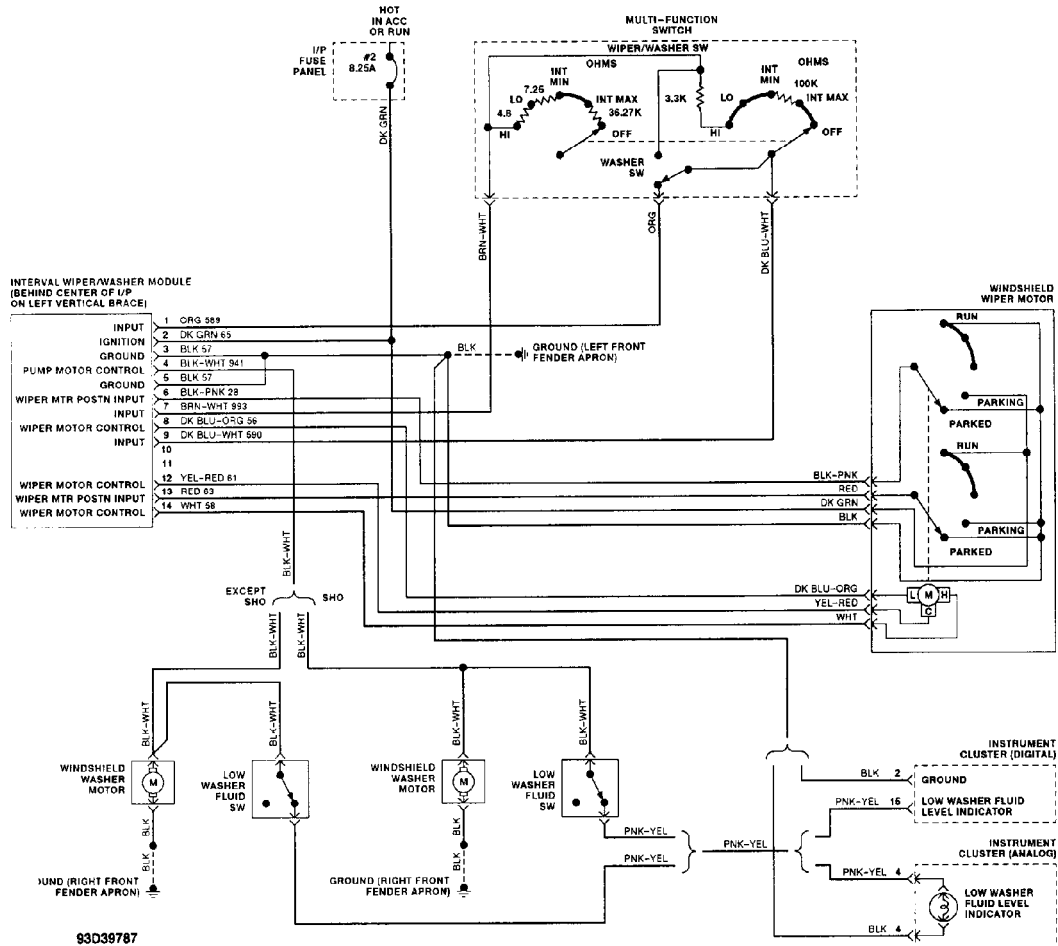 HOT
IN ACC
OR RUN
I/P
FUSE
PANEL
#2
8.25A
DK GRN
MULTI-FUNCTION
SWITCH
WIPER/WASHER SW
OHMS
INT
MIN
7.25
LO
4.8
HI
INT MAX
36.27K
OFF
3.3K
WASHER
SW
OHMS
INT
MIN
100K
LO
INT MAX
HI
OFF
BRN-WHT
ORG
DK BLU-WHT
INTERVAL WIPER/WASHER MODULE
(BEHIND CENTER OF I/P
ON LEFT VERTICAL BRACE)
INPUT 1 ORG 589
IGNITION 2 DK GRN 65
GROUND 3 BLK 57
PUMP MOTOR CONTROL 4 BLK-WHT 941
GROUND 5 BLK 57
WIPER MTR POSTN INPUT 6 BLK-PNK 28
INPUT 7 BRN-WHT 993
WIPER MOTOR CONTROL 8 DK BLU-ORG 56
INPUT 9 DK BLU-WHT 590
10
11
WIPER MOTOR CONTROL 12 YEL-RED 61
WIPER MTR POSTN INPUT 13 RED 63
WIPER MOTOR CONTROL 14 WHT 58
BLK
GROUND (LEFT FRONT
FENDER APRON)
WINDSHIELD
WIPER MOTOR
RUN
PARKING
PARKED
RUN
PARKING
PARKED
BLK-PNK
RED
DK GRN
BLK
DK BLU-ORG
YEL-RED
WHT
L M H
C
BLK-WHT
EXCEPT
SHO
SHO
BLK-WHT
BLK-WHT
BLK-WHT
BLK-WHT
BLK-WHT
BLK-WHT
WINDSHIELD
WASHER
MOTOR
M
LOW
WASHER
FLUID
SW
WINDSHIELD
WASHER
MOTOR
M
LOW
WASHER
FLUID
SW
BLK
BLK
BLK
BLK
UND (RIGHT FRONT
FENDER APRON)
GROUND (RIGHT FRONT
FENDER APRON)
PNK-YEL
PNK-YEL
PNK-YEL
INSTRUMENT
CLUSTER (DIGITAL)
BLK 2 GROUND
PNK-YEL 16 LOW WASHER FLUID
LEVEL INDICATOR
INSTRUMENT
CLUSTER (ANALOG)
PNK-YEL 4
LOW WASHER
FLUID LEVEL
INDICATOR
BLK 4
93D39787